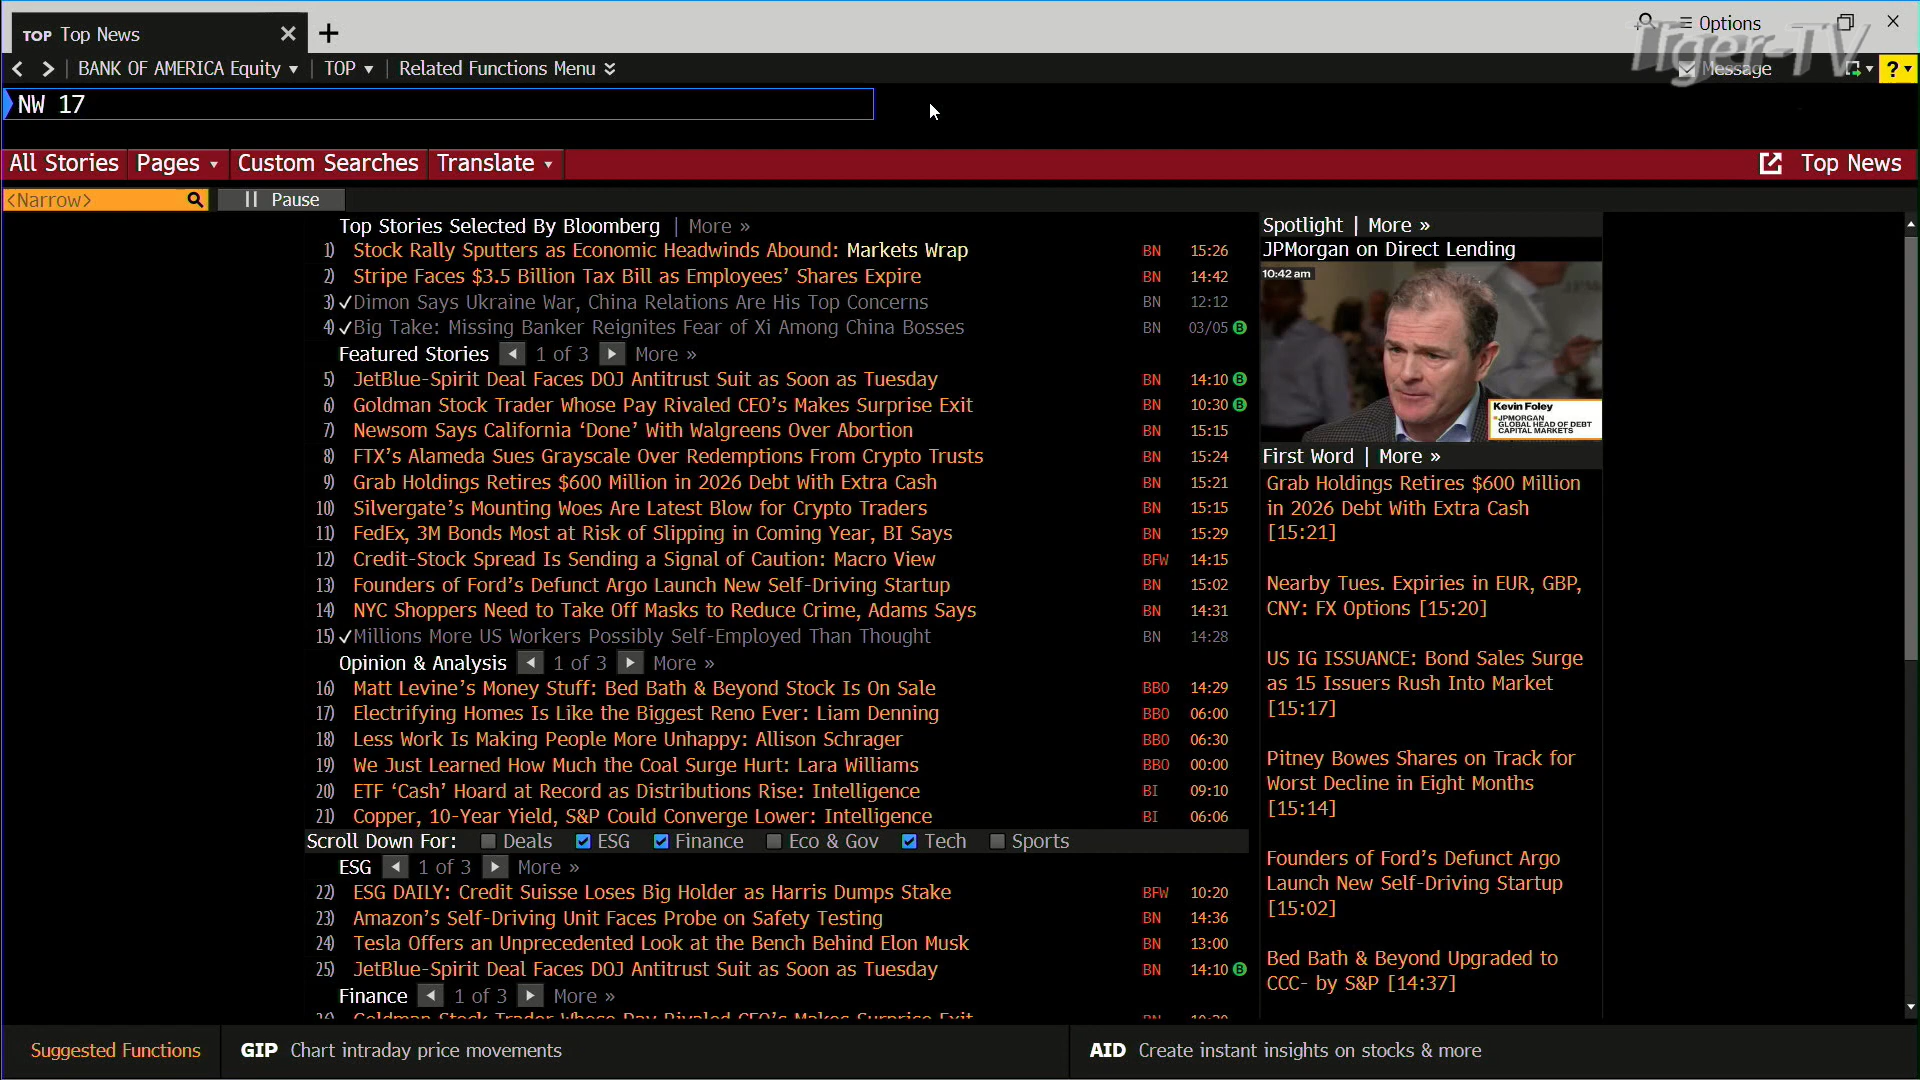 TOP Top News
Options
Tiger-TV
BANK OF AMERICA Equity TOP Related Functions Menu
Message
?
NW 17
All Stories Pages Custom Searches Translate Top News
<Narrow> Pause
Top Stories Selected By Bloomberg | More »
1) Stock Rally Sputters as Economic Headwinds Abound: Markets Wrap BN 15:26
2) Stripe Faces $3.5 Billion Tax Bill as Employees’ Shares Expire BN 14:42
3) ✓Dimon Says Ukraine War, China Relations Are His Top Concerns BN 12:12
4) ✓Big Take: Missing Banker Reignites Fear of Xi Among China Bosses BN 03/05 B
Featured Stories 1 of 3 More »
5) JetBlue-Spirit Deal Faces DOJ Antitrust Suit as Soon as Tuesday BN 14:10 B
6) Goldman Stock Trader Whose Pay Rivaled CEO’s Makes Surprise Exit BN 10:30 B
7) Newsom Says California ‘Done’ With Walgreens Over Abortion BN 15:15
8) FTX’s Alameda Sues Grayscale Over Redemptions From Crypto Trusts BN 15:24
9) Grab Holdings Retires $600 Million in 2026 Debt With Extra Cash BN 15:21
10) Silvergate’s Mounting Woes Are Latest Blow for Crypto Traders BN 15:15
11) FedEx, 3M Bonds Most at Risk of Slipping in Coming Year, BI Says BN 15:29
12) Credit-Stock Spread Is Sending a Signal of Caution: Macro View BFW 14:15
13) Founders of Ford’s Defunct Argo Launch New Self-Driving Startup BN 15:02
14) NYC Shoppers Need to Take Off Masks to Reduce Crime, Adams Says BN 14:31
15) ✓Millions More US Workers Possibly Self-Employed Than Thought BN 14:28
Opinion & Analysis 1 of 3 More »
16) Matt Levine’s Money Stuff: Bed Bath & Beyond Stock Is On Sale BBO 14:29
17) Electrifying Homes Is Like the Biggest Reno Ever: Liam Denning BBO 06:00
18) Less Work Is Making People More Unhappy: Allison Schrager BBO 06:30
19) We Just Learned How Much the Coal Surge Hurt: Lara Williams BBO 00:00
20) ETF ‘Cash’ Hoard at Record as Distributions Rise: Intelligence BI 09:10
21) Copper, 10-Year Yield, S&P Could Converge Lower: Intelligence BI 06:06
Scroll Down For: Deals ESG Finance Eco & Gov Tech Sports
ESG 1 of 3 More »
22) ESG DAILY: Credit Suisse Loses Big Holder as Harris Dumps Stake BFW 10:20
23) Amazon’s Self-Driving Unit Faces Probe on Safety Testing BN 14:36
24) Tesla Offers an Unprecedented Look at the Bench Behind Elon Musk BN 13:00
25) JetBlue-Spirit Deal Faces DOJ Antitrust Suit as Soon as Tuesday BN 14:10 B
Finance 1 of 3 More »
Goldman Stock Trader Whose Pay Rivaled CEO’s Makes Surprise Exit
Spotlight | More »
JPMorgan on Direct Lending
10:42 am
Kevin Foley
JPMORGAN
GLOBAL HEAD OF DEBT
CAPITAL MARKETS
First Word | More »
Grab Holdings Retires $600 Million
in 2026 Debt With Extra Cash
[15:21]
Nearby Tues. Expiries in EUR, GBP,
CNY: FX Options [15:20]
US IG ISSUANCE: Bond Sales Surge
as 15 Issuers Rush Into Market
[15:17]
Pitney Bowes Shares on Track for
Worst Decline in Eight Months
[15:14]
Founders of Ford’s Defunct Argo
Launch New Self-Driving Startup
[15:02]
Bed Bath & Beyond Upgraded to
CCC- by S&P [14:37]
Suggested Functions GIP Chart intraday price movements AID Create instant insights on stocks & more